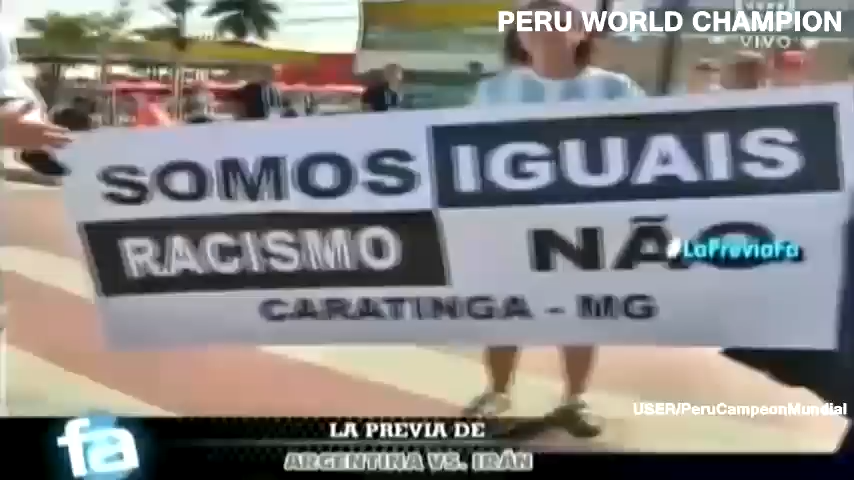 PERU WORLD CHAMPION
VIVO
SOMOS IGUAIS
RACISMO NÃO
#LaPreviaFa
CARATINGA - MG
USER/PeruCampeonMundial
fa
LA PREVIA DE
ARGENTINA VS. IRÁN